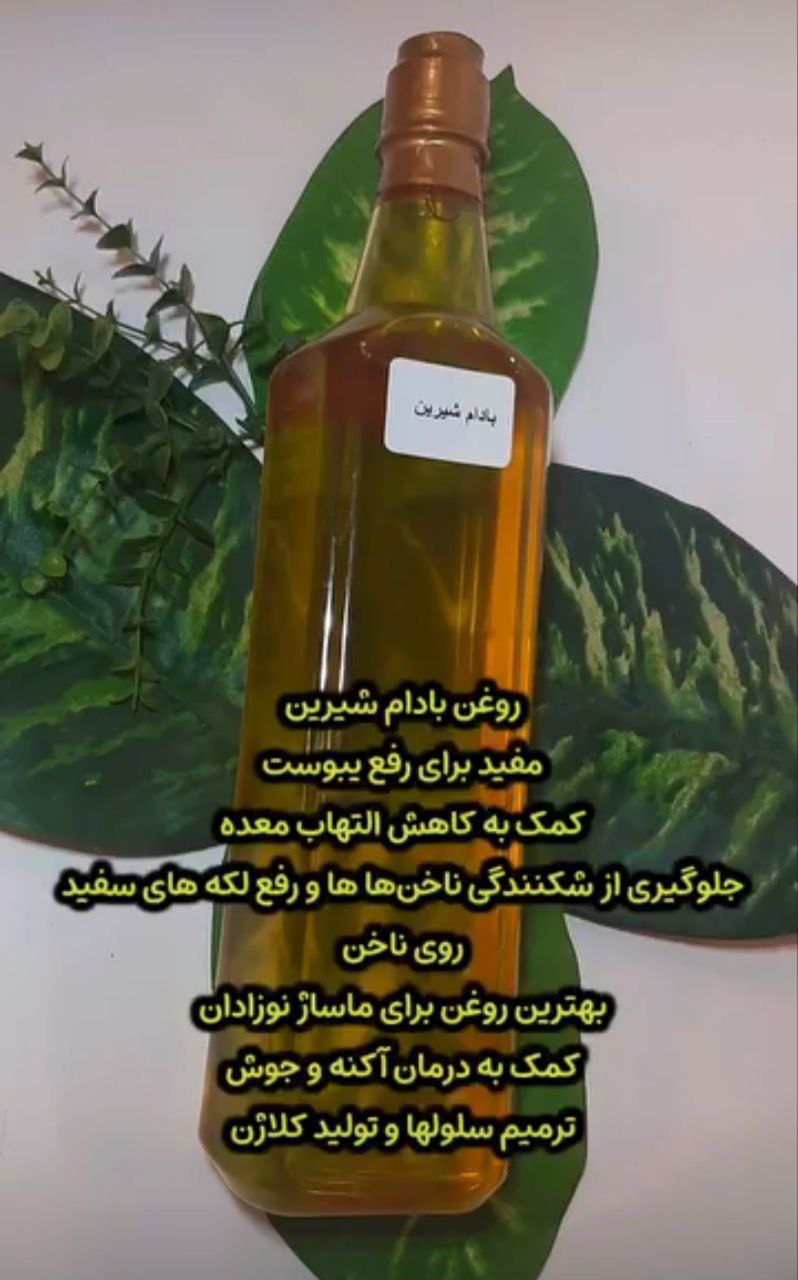 بادام شیرین
روغن بادام شیرین
مفید برای رفع یبوست
کمک به کاهش التهاب معده
جلوگیری از شکنندگی ناخن‌ها ها و رفع لکه های سفید
روی ناخن
بهترین روغن برای ماساژ نوزادان
کمک به درمان آکنه و جوش
ترمیم سلولها و تولید کلاژن